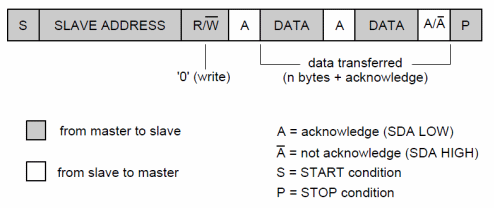 S SLAVE ADDRESS R/W̅ A DATA A DATA A/A̅ P
data transferred
'0' (write) (n bytes + acknowledge)
from master to slave
from slave to master
A = acknowledge (SDA LOW)
A̅ = not acknowledge (SDA HIGH)
S = START condition
P = STOP condition